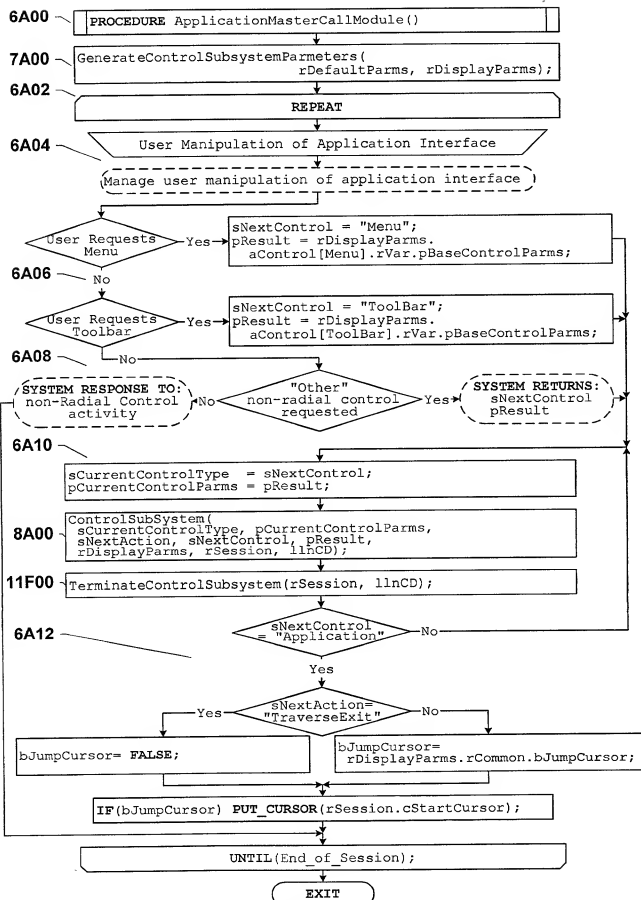 6A00
PROCEDURE ApplicationMasterCallModule()
7A00
GenerateControlSubsystemParmeters(
rDefaultParms, rDisplayParms);
6A02
REPEAT
6A04
User Manipulation of Application Interface
Manage user manipulation of application interface
User Requests
Menu
Yes
sNextControl = "Menu";
pResult = rDisplayParms.
aControl[Menu].rVar.pBaseControlParms;
6A06
No
User Requests
Toolbar
Yes
sNextControl = "ToolBar";
pResult = rDisplayParms.
aControl[ToolBar].rVar.pBaseControlParms;
6A08
No
SYSTEM RESPONSE TO:
non-Radial Control
activity
No
"Other"
non-radial control
requested
Yes
SYSTEM RETURNS:
sNextControl
pResult
6A10
sCurrentControlType = sNextControl;
pCurrentControlParms = pResult;
8A00
ControlSubSystem(
sCurrentControlType, pCurrentControlParms,
sNextAction, sNextControl, pResult,
rDisplayParms, rSession, llnCD);
11F00
TerminateControlSubsystem(rSession, llnCD);
sNextControl
= "Application"
No
6A12
Yes
Yes
sNextAction=
"TraverseExit"
No
bJumpCursor= FALSE;
bJumpCursor=
rDisplayParms.rCommon.bJumpCursor;
IF(bJumpCursor) PUT_CURSOR(rSession.cStartCursor);
UNTIL(End_of_Session);
EXIT